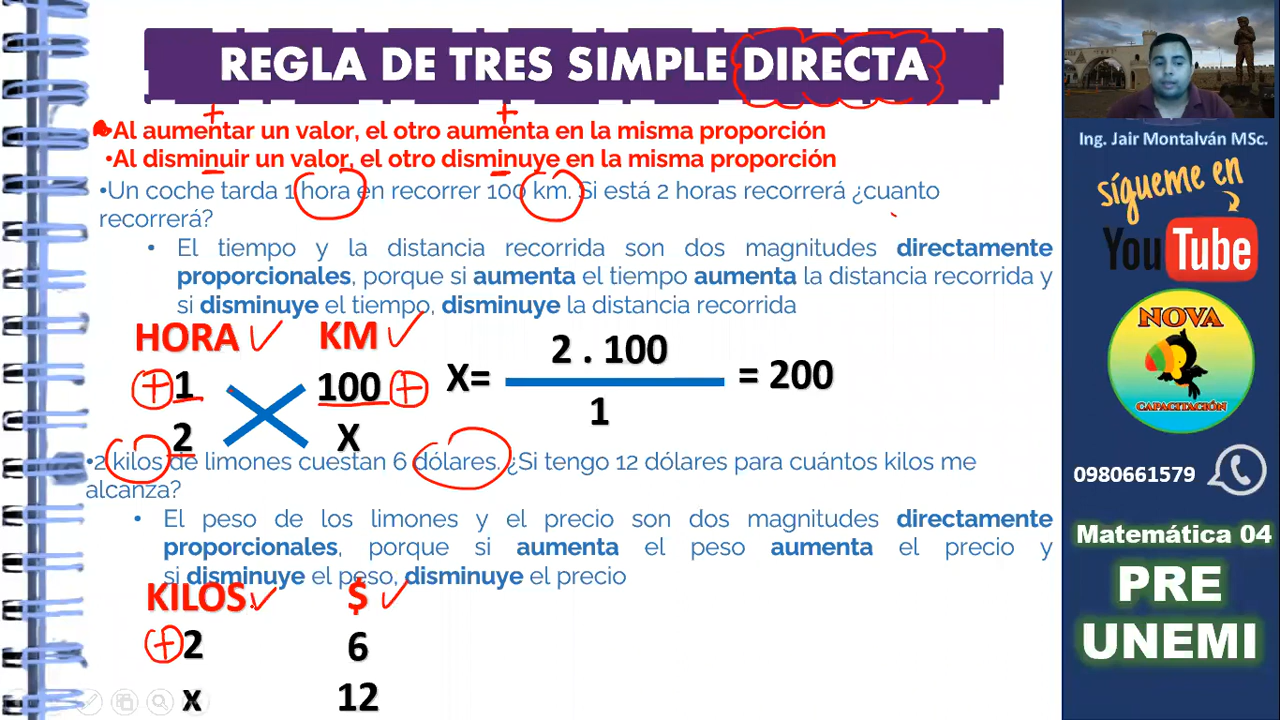 REGLA DE TRES SIMPLE DIRECTA
+ +
•Al aumentar un valor, el otro aumenta en la misma proporción
•Al disminuir un valor, el otro disminuye en la misma proporción
•Un coche tarda 1 hora en recorrer 100 km. Si está 2 horas recorrerá ¿cuanto
recorrerá?
• El tiempo y la distancia recorrida son dos magnitudes directamente
proporcionales, porque si aumenta el tiempo aumenta la distancia recorrida y
si disminuye el tiempo, disminuye la distancia recorrida
HORA ✓ KM ✓
+ 1 100 +
2 X
X= 2 . 100 = 200
1
•2 kilos de limones cuestan 6 dólares. ¿Si tengo 12 dólares para cuántos kilos me
alcanza?
• El peso de los limones y el precio son dos magnitudes directamente
proporcionales, porque si aumenta el peso aumenta el precio y
si disminuye el peso, disminuye el precio
KILOS ✓ $ ✓
+ 2 6
x 12
Ing. Jair Montalván MSc.
sígueme en
YouTube
NOVA
CAPACITACIÓN
0980661579
Matemática 04
PRE
UNEMI